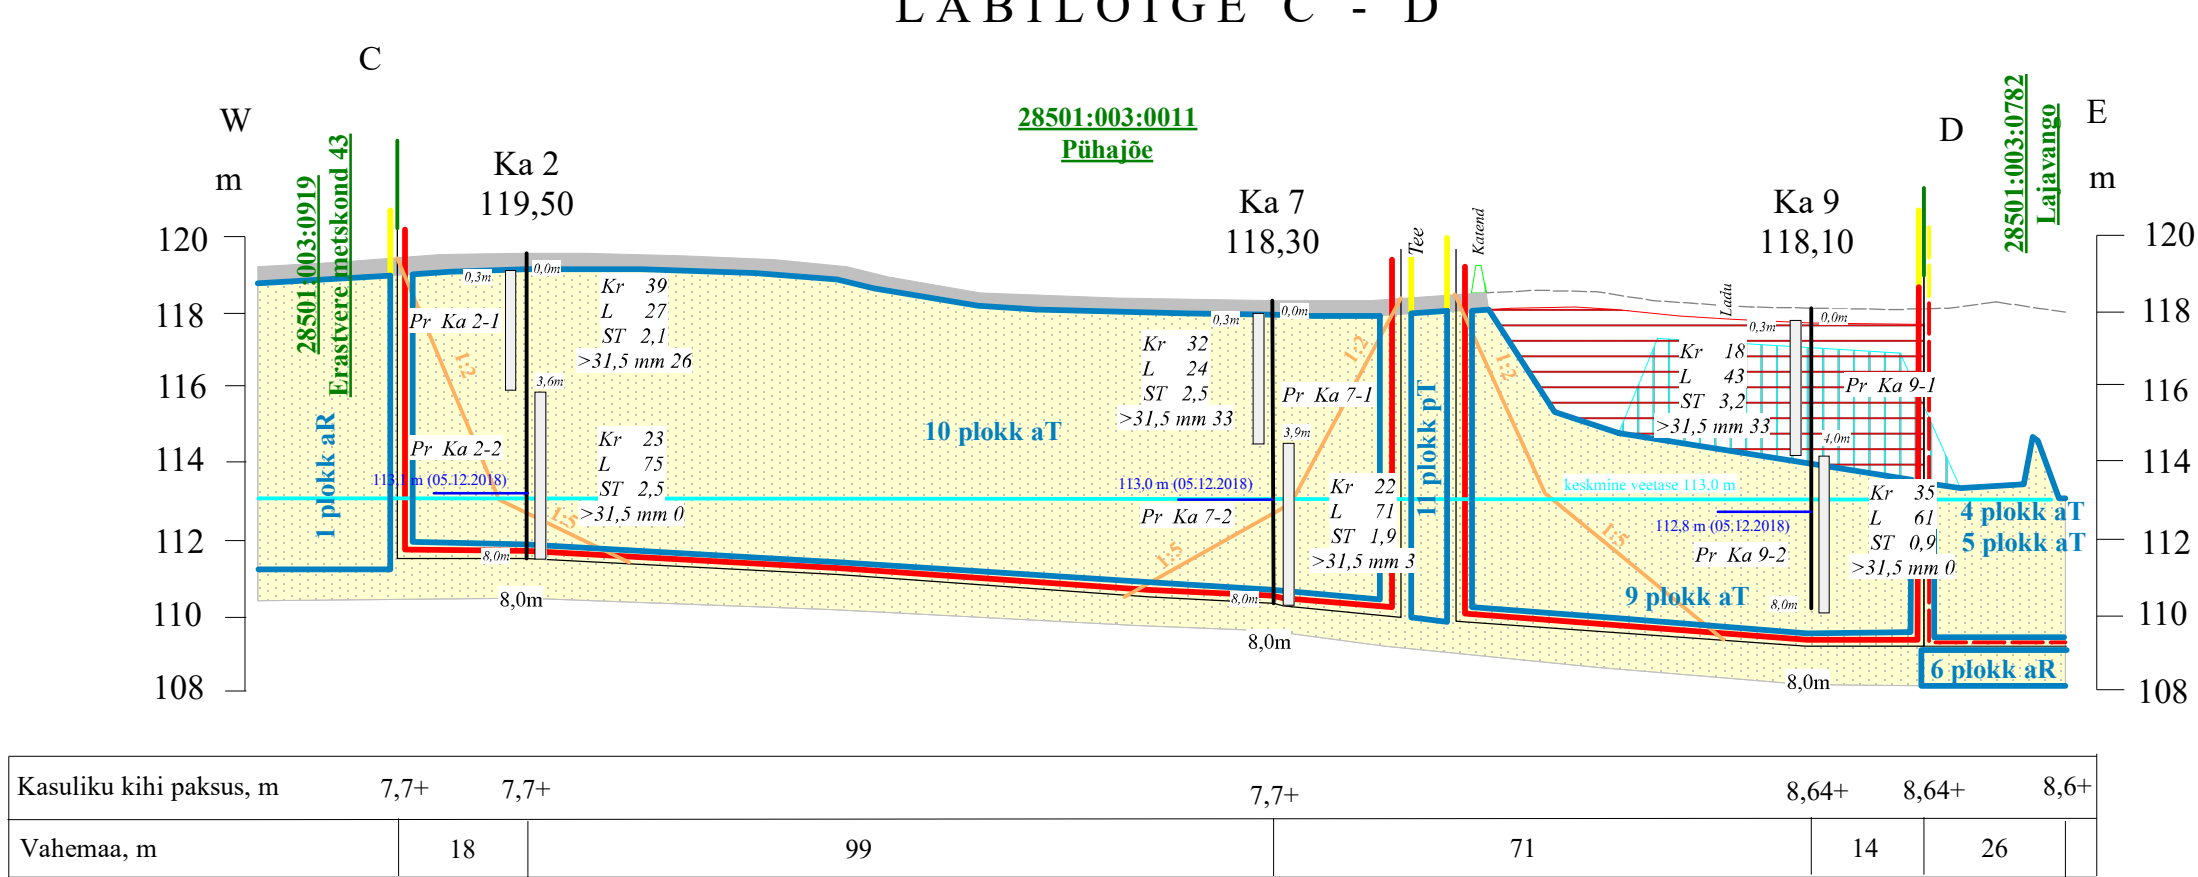 LÄBILÕIGE C - D
C
W
m
28501:003:0919
Erastvere metskond 43
Ka 2
119,50
28501:003:0011
Pühajõe
Ka 7
118,30
Ka 9
118,10
D
28501:003:0782
Lajavango
E
m
120
118
116
114
112
110
108
120
118
116
114
112
110
108
0,3m
0,0m
Pr Ka 2-1
Kr 39
L 27
ST 2,1
>31,5 mm 26
1:2
3,6m
Pr Ka 2-2
Kr 23
L 75
ST 2,5
>31,5 mm 0
113,1 m (05.12.2018)
1:5
8,0m
8,0m
1 plokk aR
10 plokk aT
0,3m
0,0m
Kr 32
L 24
ST 2,5
>31,5 mm 33
1:2
Pr Ka 7-1
3,9m
113,0 m (05.12.2018)
Pr Ka 7-2
Kr 22
L 71
ST 1,9
>31,5 mm 3
1:5
8,0m
8,0m
Tee
11 plokk pT
Katend
1:2
Ladu
0,3m
0,0m
Kr 18
L 43
ST 3,2
>31,5 mm 33
Pr Ka 9-1
4,0m
keskmine veetase 113,0 m
112,8 m (05.12.2018)
Pr Ka 9-2
Kr 35
L 61
ST 0,9
>31,5 mm 0
1:5
9 plokk aT
8,0m
8,0m
4 plokk aT
5 plokk aT
6 plokk aR
Kasuliku kihi paksus, m 7,7+ 7,7+ 7,7+ 8,64+ 8,64+ 8,6+
Vahemaa, m 18 99 71 14 26